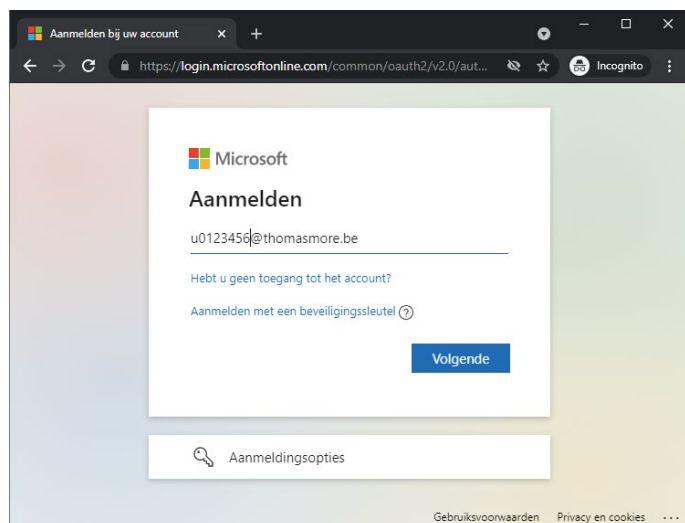 Aanmelden bij uw account
https://login.microsoftonline.com/common/oauth2/v2.0/aut...
Incognito
Microsoft
Aanmelden
u0123456@thomasmore.be
Hebt u geen toegang tot het account?
Aanmelden met een beveiligingssleutel ?
Volgende
Aanmeldingsopties
Gebruiksvoorwaarden Privacy en cookies ...